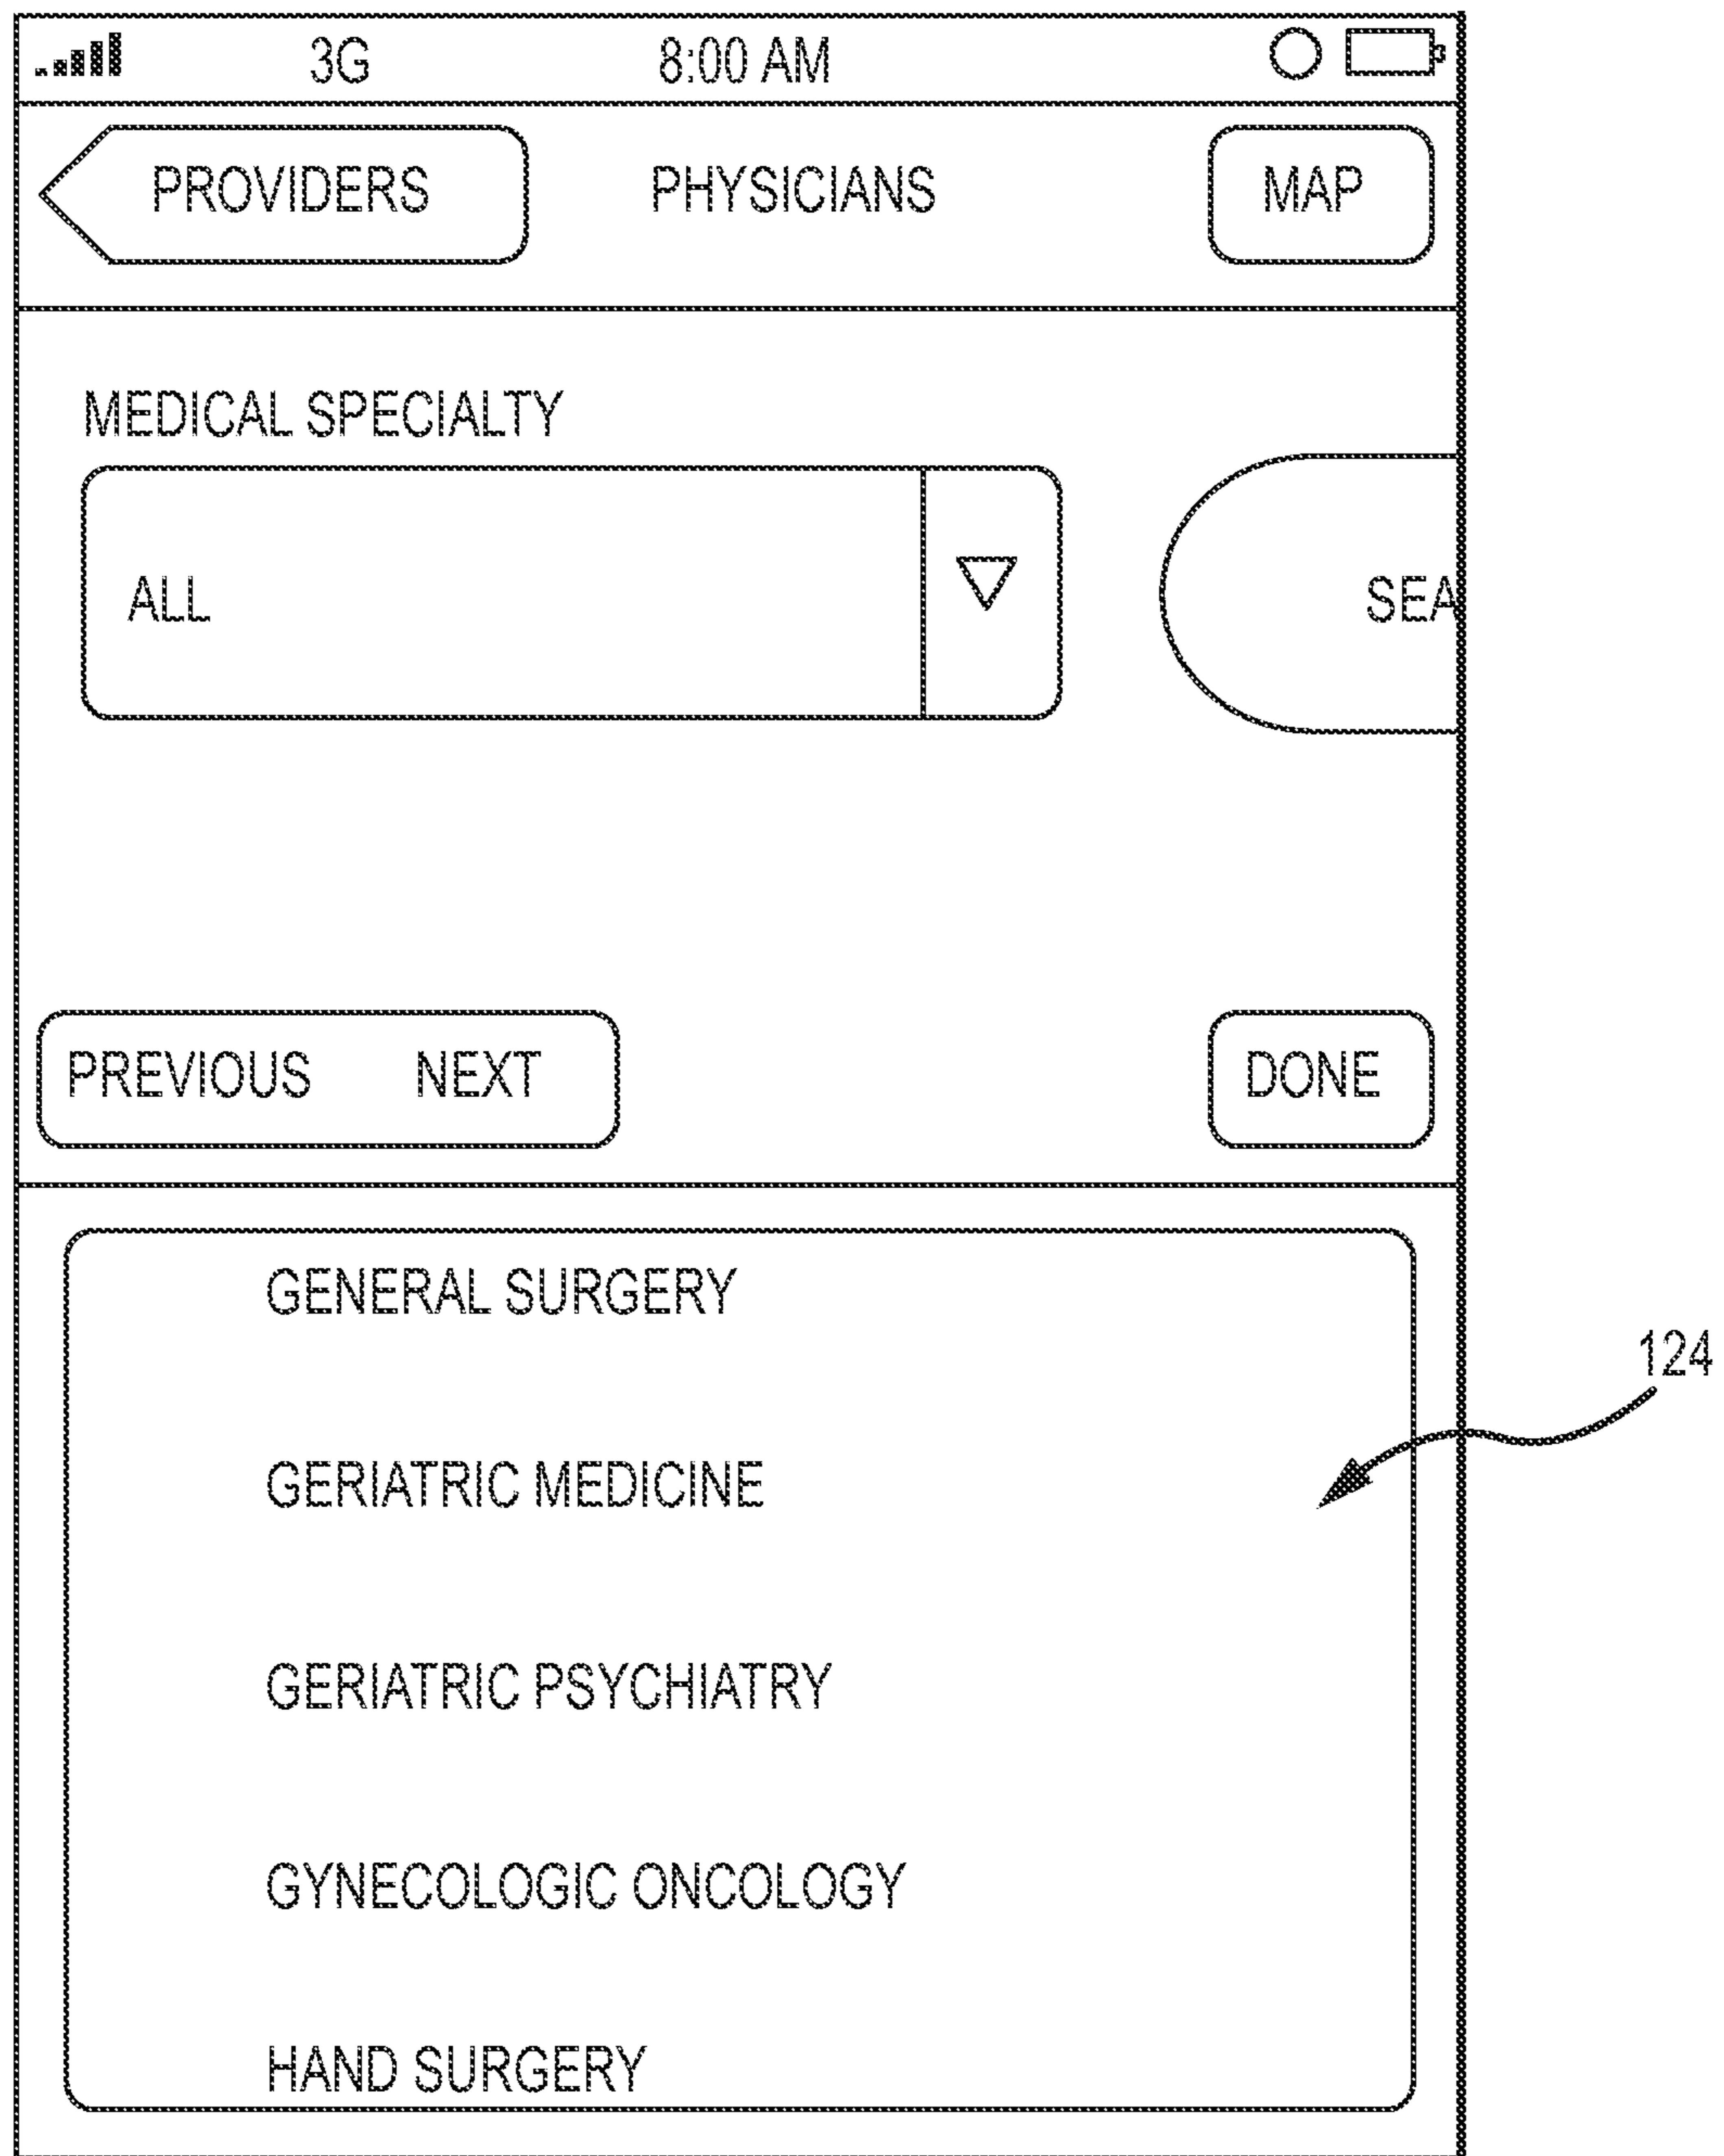 3G 8:00 AM
PROVIDERS PHYSICIANS MAP
MEDICAL SPECIALTY
ALL SEA
PREVIOUS NEXT DONE
GENERAL SURGERY
124
GERIATRIC MEDICINE
GERIATRIC PSYCHIATRY
GYNECOLOGIC ONCOLOGY
HAND SURGERY